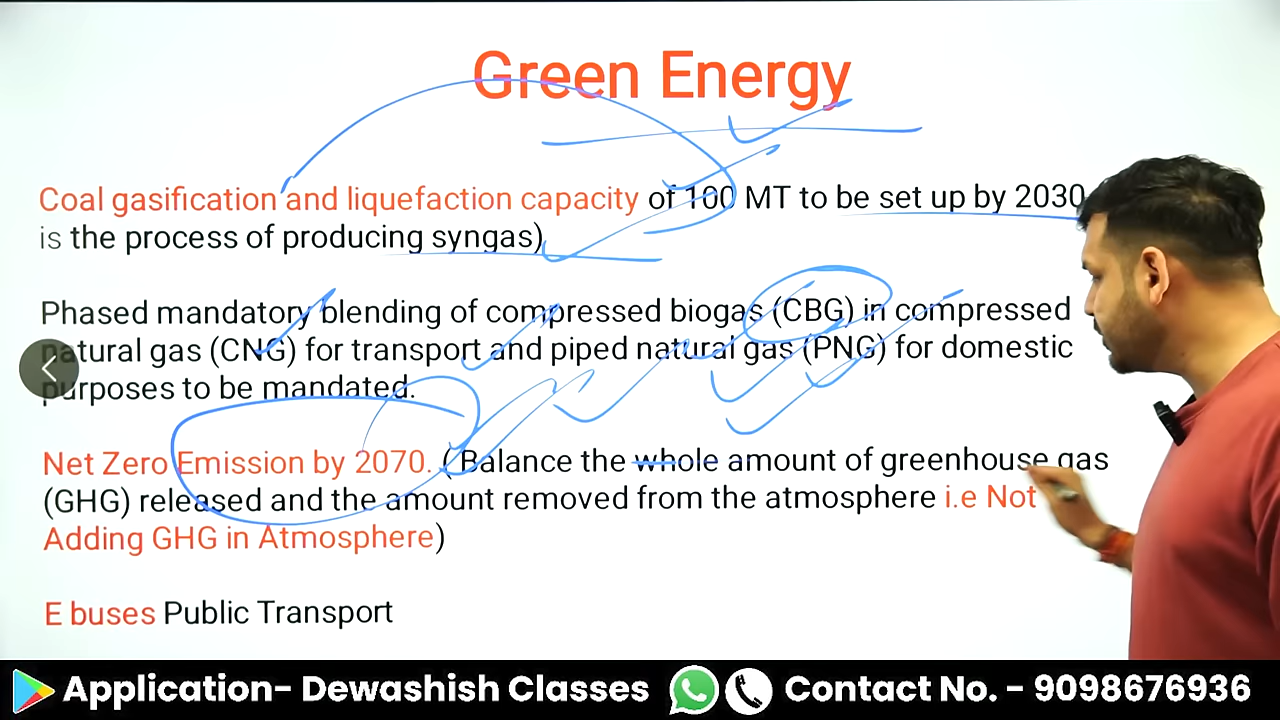 Green Energy
Coal gasification and liquefaction capacity of 100 MT to be set up by 2030
is the process of producing syngas)
Phased mandatory blending of compressed biogas (CBG) in compressed
natural gas (CNG) for transport and piped natural gas (PNG) for domestic
purposes to be mandated.
Net Zero Emission by 2070. ( Balance the whole amount of greenhouse gas
(GHG) released and the amount removed from the atmosphere i.e Not
Adding GHG in Atmosphere)
E buses Public Transport
Application- Dewashish Classes Contact No. - 9098676936